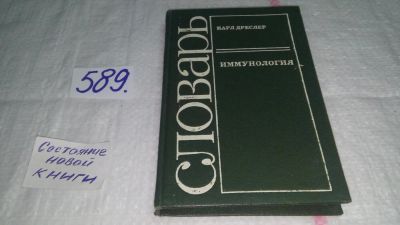 589.
Состояние
новой
книги
СЛОВАРЬ
КАРЛ ДРЕСЛЕР
ИММУНОЛОГИЯ